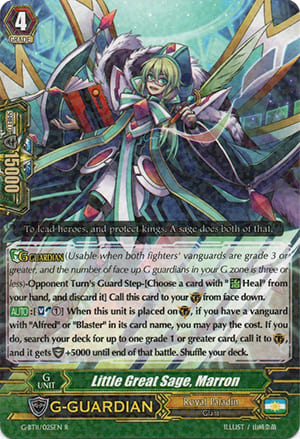 4
GRADE
15000
To lead heroes, and protect kings. A sage does both of that.
G GUARDIAN (Usable when both fighters' vanguards are grade 3 or
greater, and the number of face up G guardians in your G zone is three or
less)-Opponent Turn's Guard Step-[Choose a card with " Heal" from
your hand, and discard it] Call this card to your from face down.
AUTO : [ 1] When this unit is placed on , if you have a vanguard
with "Alfred" or "Blaster" in its card name, you may pay the cost. If you
do, search your deck for up to one grade 1 or greater card, call it to
and it gets +5000 until end of that battle. Shuffle your deck.
G
UNIT
Little Great Sage, Marron
G-GUARDIAN
Royal Paladin
Giant
G-BT11/025EN R
ILLUST /